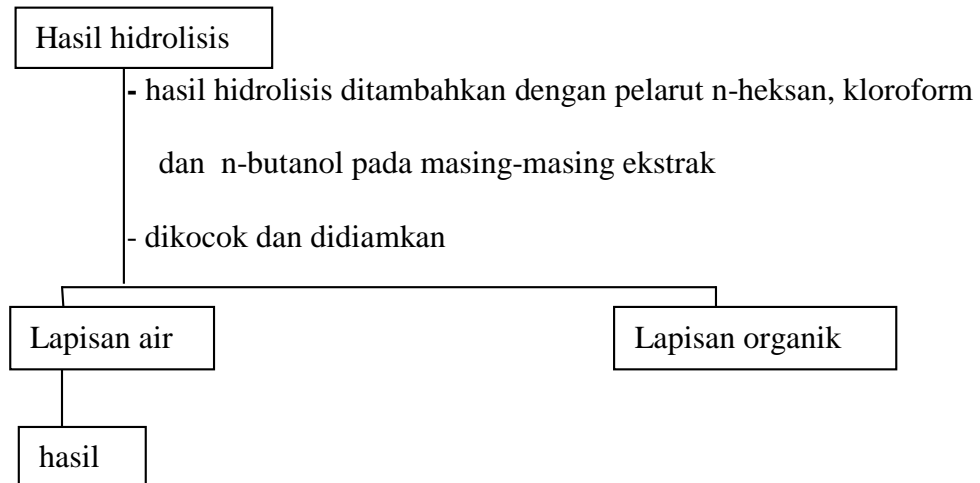 Hasil hidrolisis
- hasil hidrolisis ditambahkan dengan pelarut n-heksan, kloroform
dan n-butanol pada masing-masing ekstrak
- dikocok dan didiamkan
Lapisan air
Lapisan organik
hasil